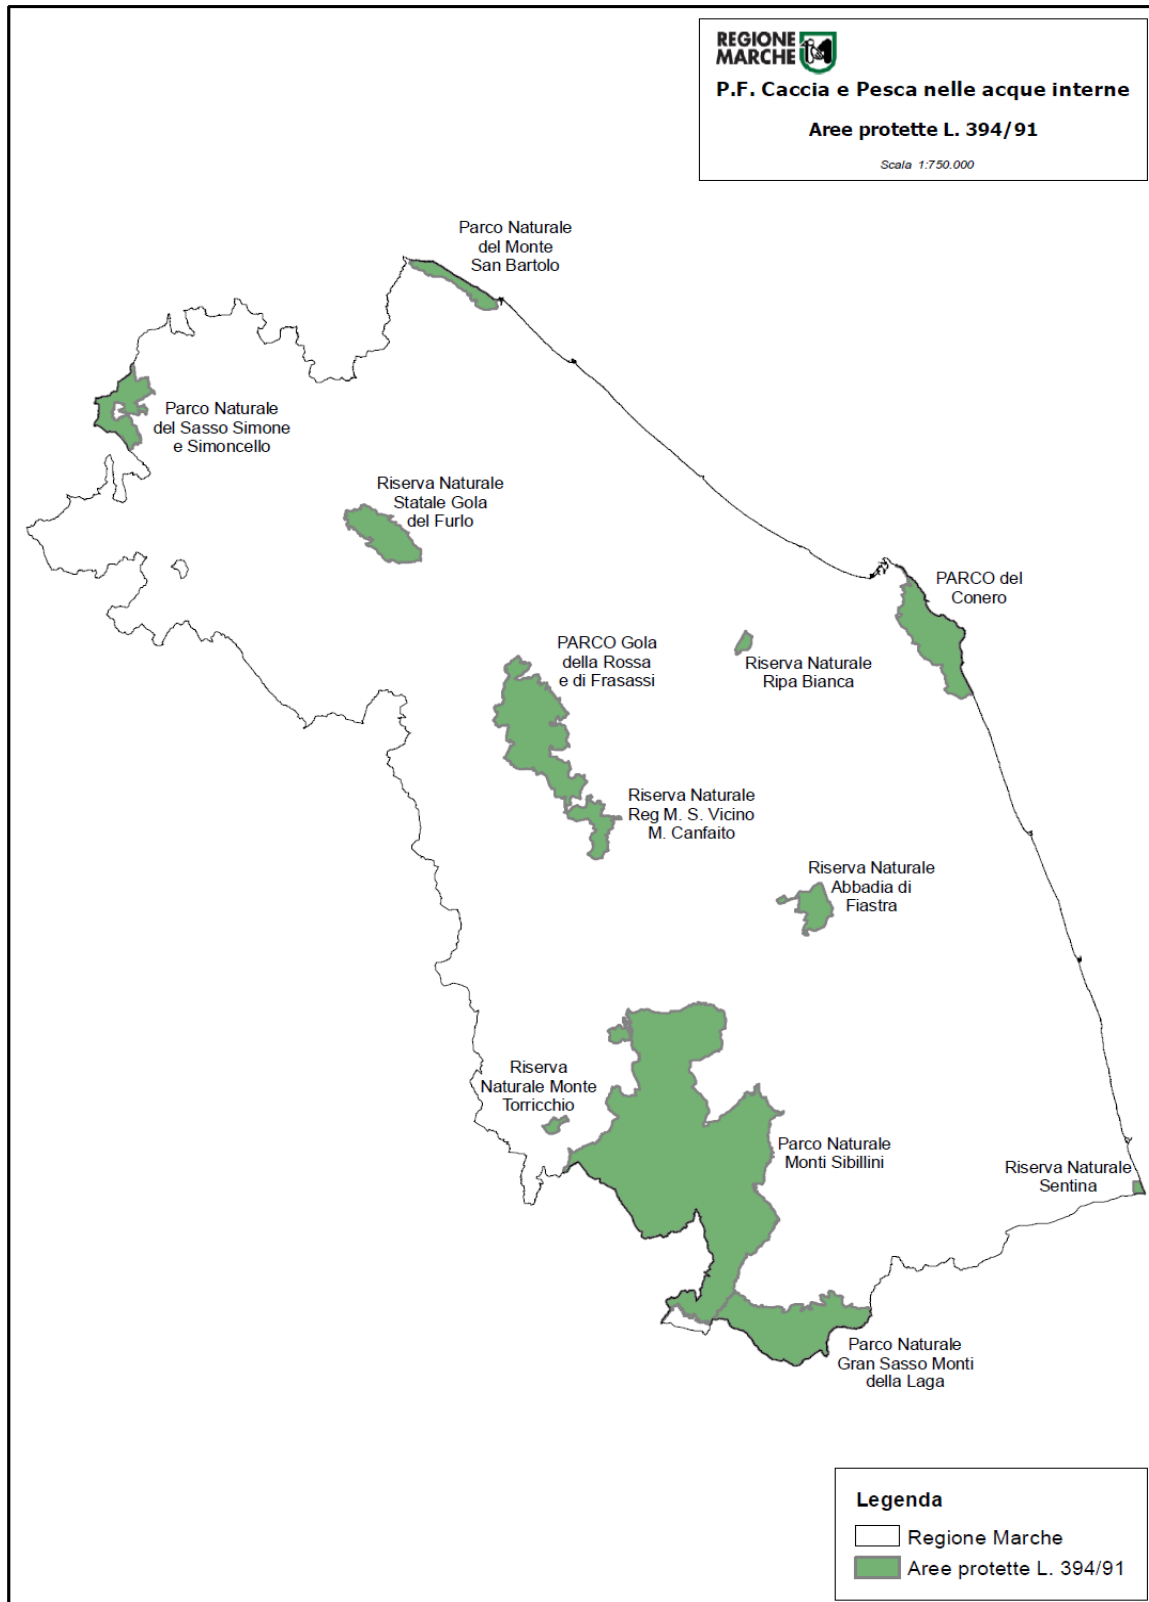 REGIONE
MARCHE
P.F. Caccia e Pesca nelle acque interne
Aree protette L. 394/91
Scala 1:750.000
Parco Naturale
del Monte
San Bartolo
Parco Naturale
del Sasso Simone
e Simoncello
Riserva Naturale
Statale Gola
del Furlo
PARCO del
Conero
PARCO Gola
della Rossa
e di Frasassi
Riserva Naturale
Ripa Bianca
Riserva Naturale
Reg M. S. Vicino
M. Canfaito
Riserva Naturale
Abbadia di
Fiastra
Riserva
Naturale Monte
Torricchio
Parco Naturale
Monti Sibillini
Riserva Naturale
Sentina
Parco Naturale
Gran Sasso Monti
della Laga
Legenda
Regione Marche
Aree protette L. 394/91